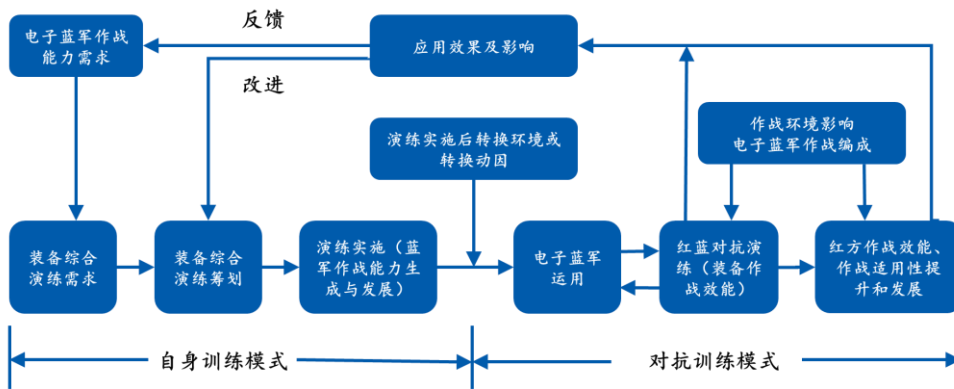 反馈
电子蓝军作战
能力需求
应用效果及影响
改进
作战环境影响
电子蓝军作战编成
演练实施后转换环境或
转换动因
装备综合
演练需求
装备综合
演练筹划
演练实施（蓝
军作战能力生
成与发展）
电子蓝军
运用
红蓝对抗演
练（装备作
战效能）
红方作战效能、
作战适用性提
升和发展
自身训练模式
对抗训练模式